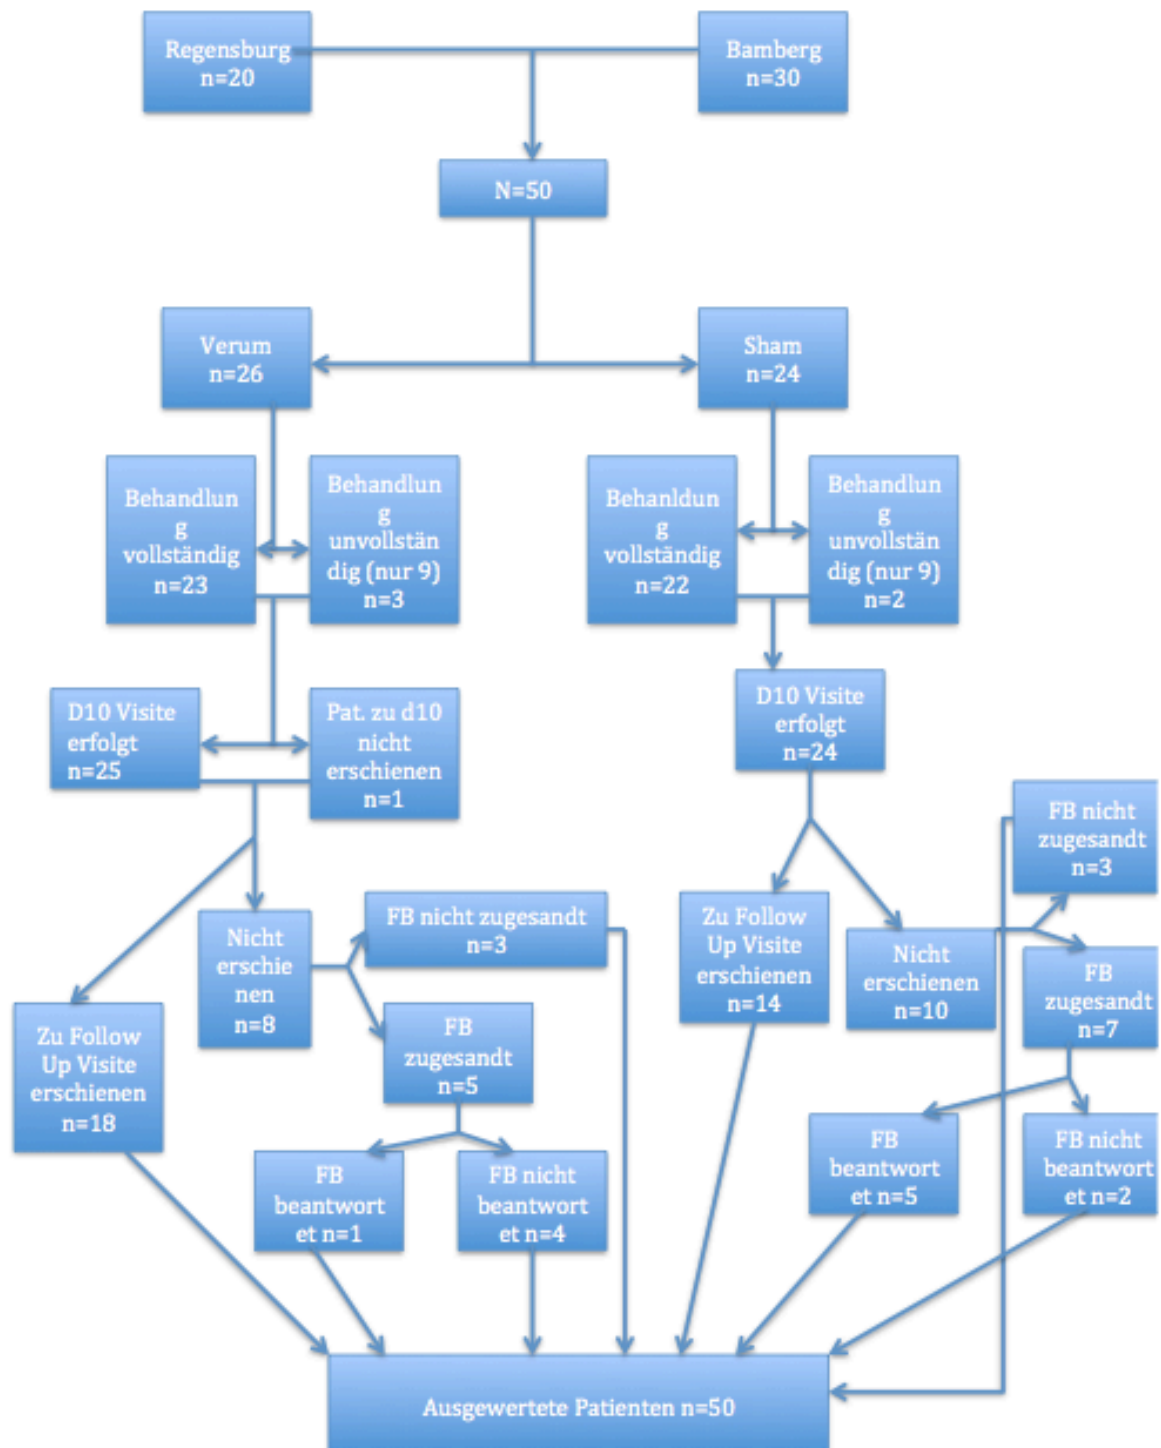 Regensburg
n=20
Bamberg
n=30
N=50
Verum
n=26
Sham
n=24
Behandlun
g
vollständig
n=23
Behandlun
g
unvollstän
dig (nur 9)
n=3
Behanldun
g
vollständig
n=22
Behandlun
g
unvollstän
dig (nur 9)
n=2
D10 Visite
erfolgt
n=25
Pat. zu d10
nicht
erschienen
n=1
D10 Visite
erfolgt
n=24
FB nicht
zugesandt
n=3
Nicht
erschie
nen
n=8
FB nicht zugesandt
n=3
Zu Follow
Up Visite
erschienen
n=14
Nicht
erschienen
n=10
FB
zugesandt
n=7
Zu Follow
Up Visite
erschienen
n=18
FB
zugesandt
n=5
FB
beantwort
et n=1
FB nicht
beantwort
et n=4
FB
beantwort
et n=5
FB nicht
beantwort
et n=2
Ausgewertete Patienten n=50